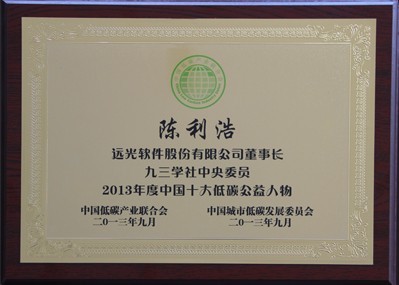 陈利浩
远光软件股份有限公司董事长
九三学社中央委员
2013年度中国十大低碳公益人物
中国低碳产业联合会 中国城市低碳发展委员会
二〇一三年九月 二〇一三年九月